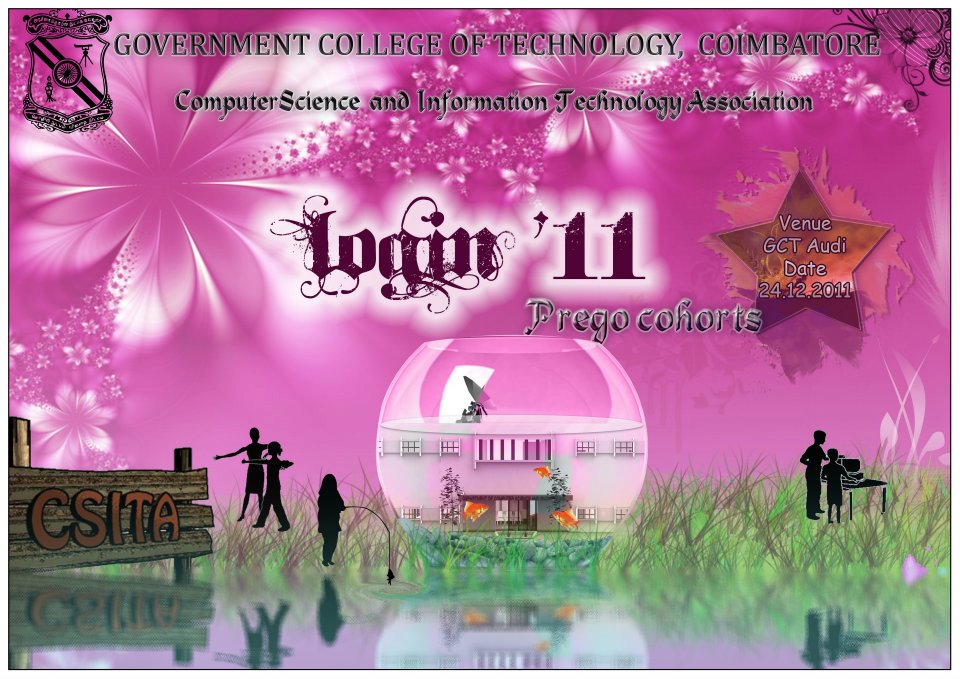 GOVERNMENT COLLEGE OF TECHNOLOGY, COIMBATORE
ComputerScience and Information Technology Association
Login '11
Prego cohorts
Venue
GCT Audi
Date
24.12.2011
CSITA